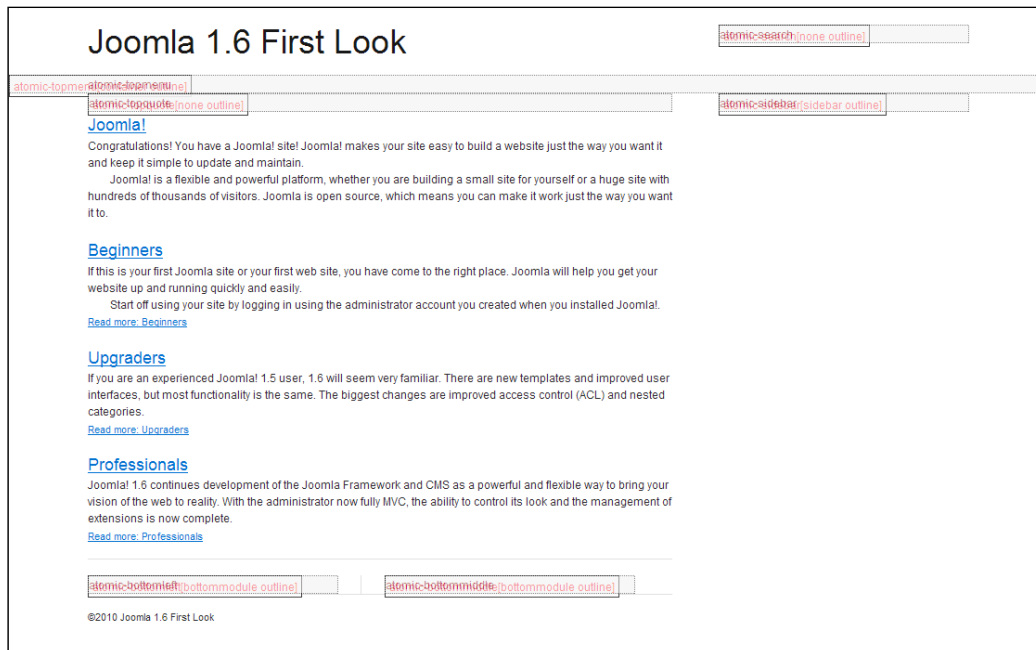 Joomla 1.6 First Look
atomic-search
atomic-search[none outline]
atomic-topmenu
atomic-topmenu[container outline]
atomic-topquote
atomic-topquote[none outline]
atomic-sidebar
atomic-sidebar[sidebar outline]
Joomla!
Congratulations! You have a Joomla! site! Joomla! makes your site easy to build a website just the way you want it
and keep it simple to update and maintain.
Joomla! is a flexible and powerful platform, whether you are building a small site for yourself or a huge site with
hundreds of thousands of visitors. Joomla is open source, which means you can make it work just the way you want
it to.
Beginners
If this is your first Joomla site or your first web site, you have come to the right place. Joomla will help you get your
website up and running quickly and easily.
Start off using your site by logging in using the administrator account you created when you installed Joomla!.
Read more: Beginners
Upgraders
If you are an experienced Joomla! 1.5 user, 1.6 will seem very familiar. There are new templates and improved user
interfaces, but most functionality is the same. The biggest changes are improved access control (ACL) and nested
categories.
Read more: Upgraders
Professionals
Joomla! 1.6 continues development of the Joomla Framework and CMS as a powerful and flexible way to bring your
vision of the web to reality. With the administrator now fully MVC, the ability to control its look and the management of
extensions is now complete.
Read more: Professionals
atomic-bottomleft
atomic-bottomleft[bottommodule outline]
atomic-bottommiddle
atomic-bottommiddle[bottommodule outline]
©2010 Joomla 1.6 First Look